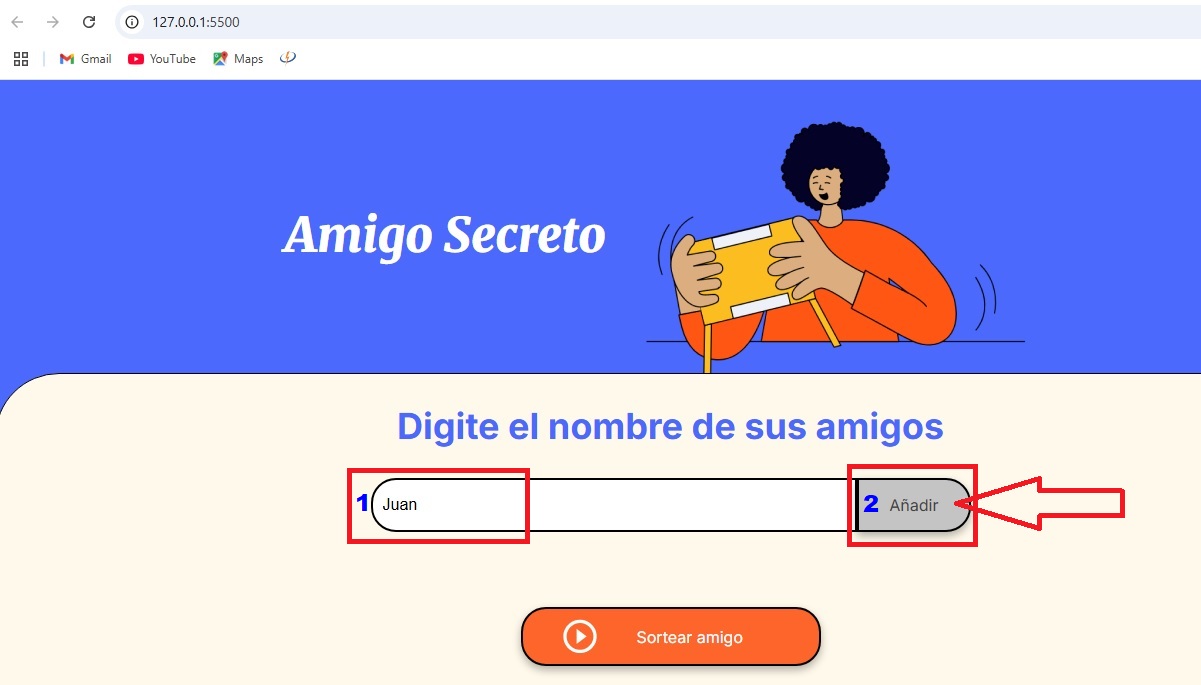 127.0.0.1:5500
Gmail YouTube Maps
Amigo Secreto
Digite el nombre de sus amigos
1 Juan 2 Añadir
Sortear amigo